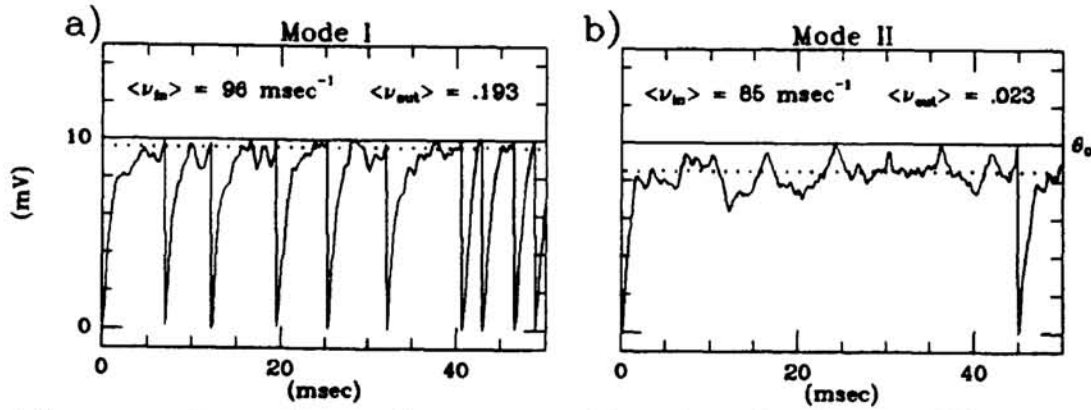 a)
Mode I
<ν_in> = 96 msec⁻¹ <ν_out> = .193
10
0
(mV)
0 20 40
(msec)
b)
Mode II
<ν_in> = 85 msec⁻¹ <ν_out> = .023
θ₀
0 20 40
(msec)